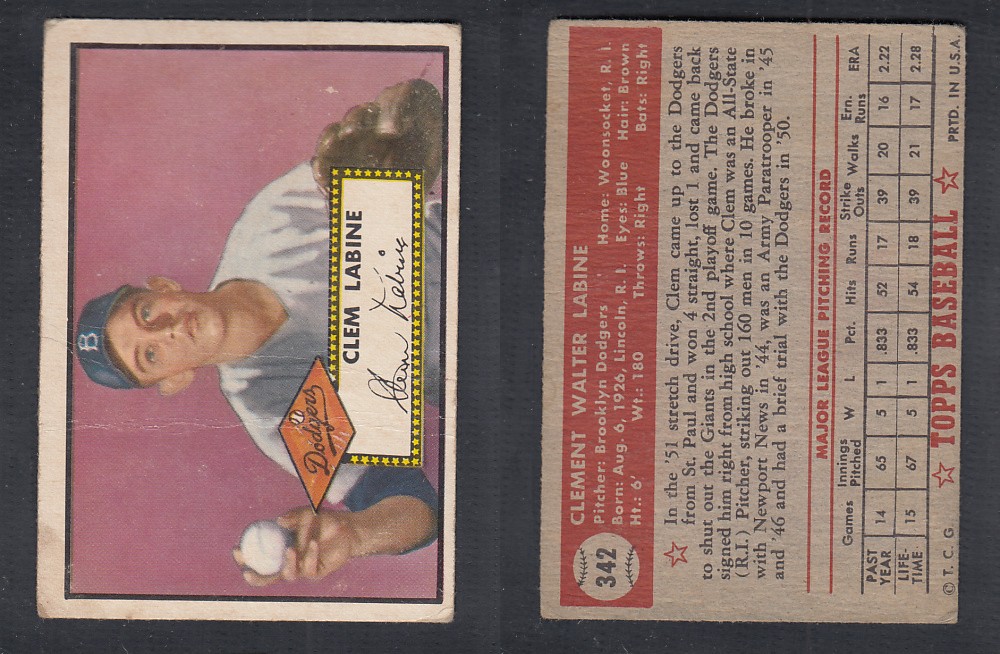 B
Dodgers
CLEM LABINE
Clem Labine
342
CLEMENT WALTER LABINE
Pitcher: Brooklyn Dodgers Home: Woonsocket, R. I.
Born: Aug. 6, 1926, Lincoln, R. I. Eyes: Blue Hair: Brown
Ht.: 6' Wt.: 180 Throws: Right Bats: Right
In the '51 stretch drive, Clem came up to the Dodgers
from St. Paul and won 4 straight, lost 1 and came back
to shut out the Giants in the 2nd playoff game. The Dodgers
signed him right from high school where Clem was an All-State
(R.I.) Pitcher, striking out 160 men in 10 games. He broke in
with Newport News in '44, was an Army Paratrooper in '45
and '46 and had a brief trial with the Dodgers in '50.
MAJOR LEAGUE PITCHING RECORD
Games Innings Pitched W L Pct. Hits Runs Strike Outs Walks Ern. Runs ERA
PAST YEAR 14 65 5 1 .833 52 17 39 20 16 2.22
LIFE-TIME 15 67 5 1 .833 54 18 39 21 17 2.28
© T. C. G. ☆ TOPPS BASEBALL ☆ PRTD. IN U.S.A.